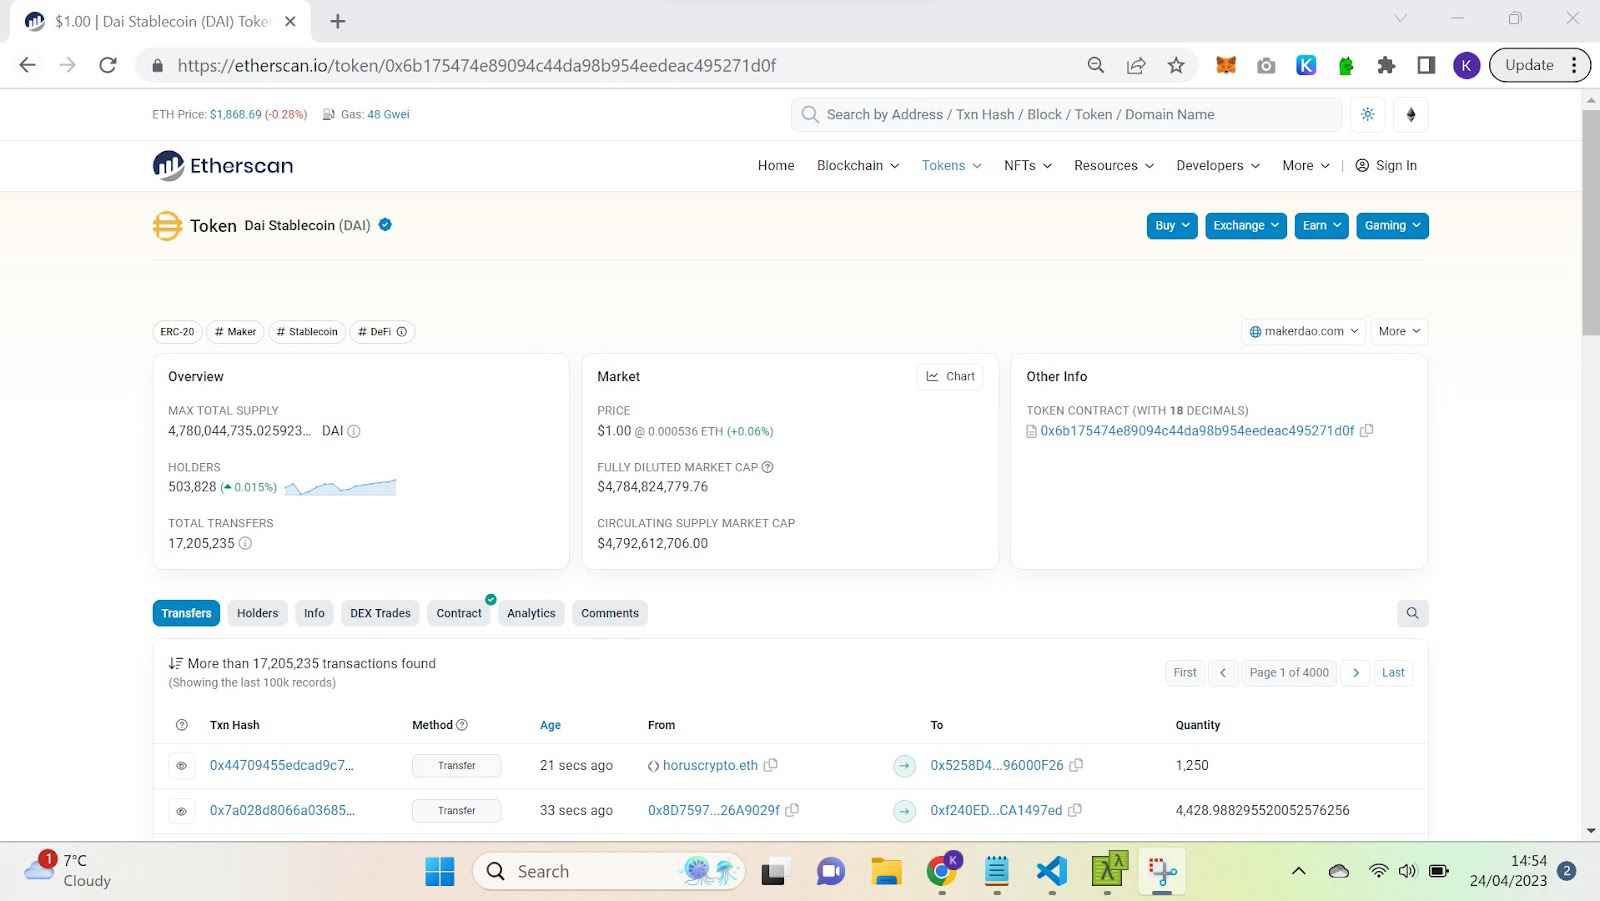 $1.00 | Dai Stablecoin (DAI) Toke
https://etherscan.io/token/0x6b175474e89094c44da98b954eedeac495271d0f
K
K
Update
ETH Price: $1,868.69 (-0.28%) Gas: 48 Gwei
Search by Address / Txn Hash / Block / Token / Domain Name
Etherscan
Home Blockchain Tokens NFTs Resources Developers More | Sign In
Token Dai Stablecoin (DAI)
Buy Exchange Earn Gaming
ERC-20 # Maker # Stablecoin # DeFi
makerdao.com More
Overview
MAX TOTAL SUPPLY
4,780,044,735.025923... DAI
HOLDERS
503,828 (0.015%)
TOTAL TRANSFERS
17,205,235
Market
Chart
PRICE
$1.00 @ 0.000536 ETH (+0.06%)
FULLY DILUTED MARKET CAP
$4,784,824,779.76
CIRCULATING SUPPLY MARKET CAP
$4,792,612,706.00
Other Info
TOKEN CONTRACT (WITH 18 DECIMALS)
0x6b175474e89094c44da98b954eedeac495271d0f
Transfers Holders Info DEX Trades Contract Analytics Comments
More than 17,205,235 transactions found
(Showing the last 100k records)
First Page 1 of 4000 Last
Txn Hash Method Age From To Quantity
0x44709455edcad9c7... Transfer 21 secs ago horuscrypto.eth 0x5258D4...96000F26 1,250
0x7a028d8066a03685... Transfer 33 secs ago 0x8D7597...26A9029f 0xf240ED...CA1497ed 4,428.988295520052576256
1
7°C
Cloudy
Search
K
14:54
24/04/2023
2